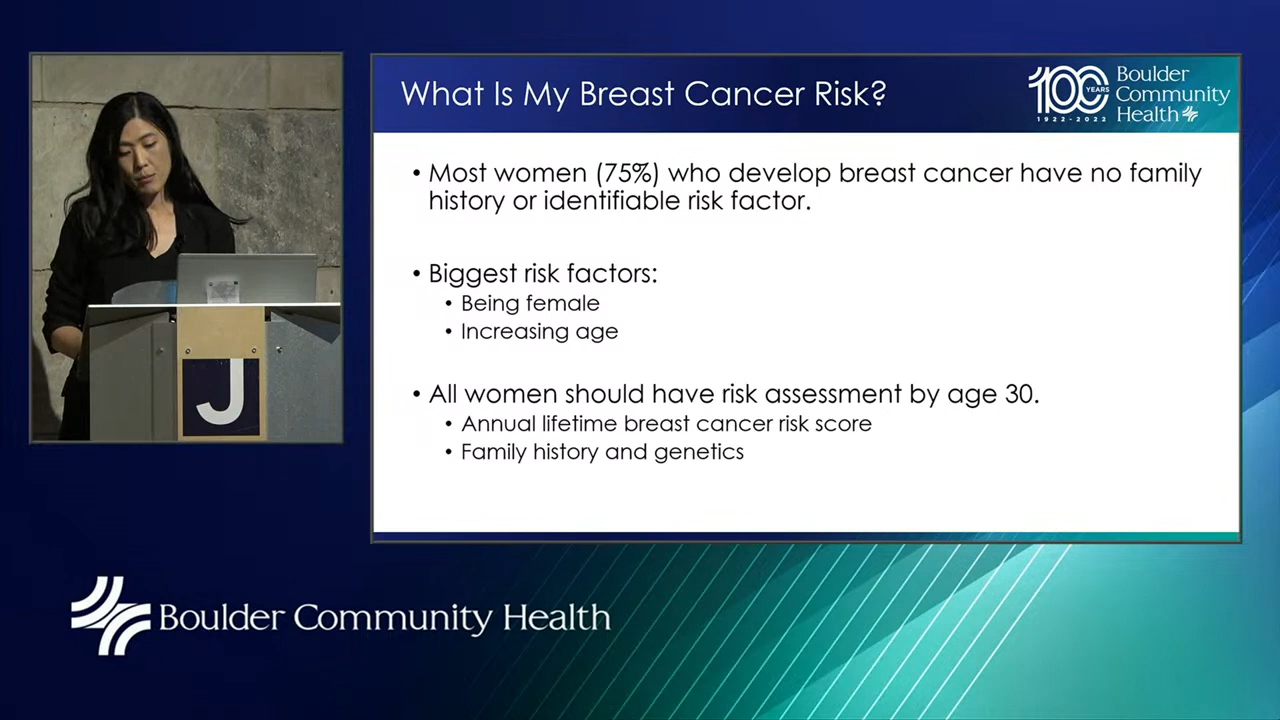 What Is My Breast Cancer Risk?
100
YEARS
1922-2022
Boulder
Community
Health
• Most women (75%) who develop breast cancer have no family
history or identifiable risk factor.
• Biggest risk factors:
• Being female
• Increasing age
• All women should have risk assessment by age 30.
• Annual lifetime breast cancer risk score
• Family history and genetics
J
Boulder Community Health